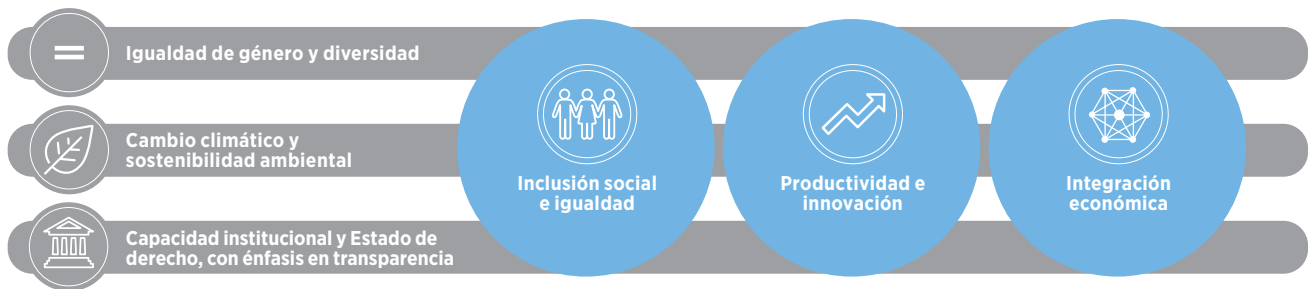 Igualdad de género y diversidad
Cambio climático y
sostenibilidad ambiental
Capacidad institucional y Estado de
derecho, con énfasis en transparencia
Inclusión social
e igualdad
Productividad e
innovación
Integración
económica